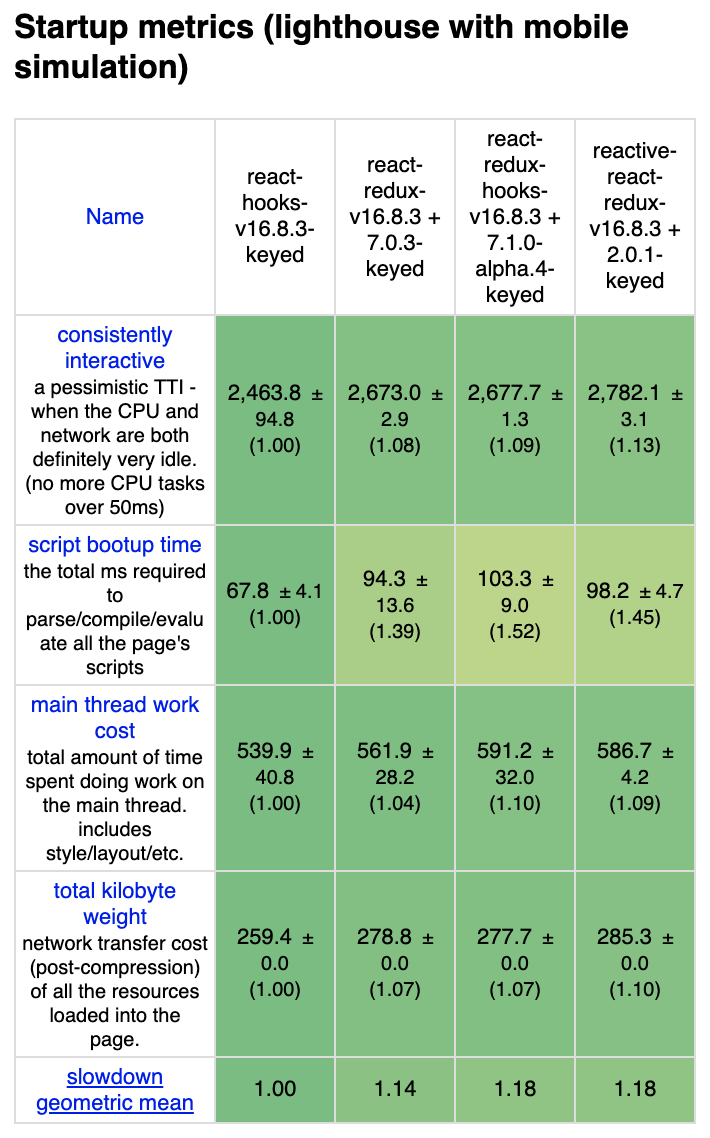 Startup metrics (lighthouse with mobile
simulation)
Name
react-
hooks-
v16.8.3-
keyed
react-
redux-
v16.8.3 +
7.0.3-
keyed
react-
redux-
hooks-
v16.8.3 +
7.1.0-
alpha.4-
keyed
reactive-
react-
redux-
v16.8.3 +
2.0.1-
keyed
consistently
interactive
a pessimistic TTI -
when the CPU and
network are both
definitely very idle.
(no more CPU tasks
over 50ms)
2,463.8 ±
94.8
(1.00)
2,673.0 ±
2.9
(1.08)
2,677.7 ±
1.3
(1.09)
2,782.1 ±
3.1
(1.13)
script bootup time
the total ms required
to
parse/compile/evalu
ate all the page's
scripts
67.8 ± 4.1
(1.00)
94.3 ±
13.6
(1.39)
103.3 ±
9.0
(1.52)
98.2 ± 4.7
(1.45)
main thread work
cost
total amount of time
spent doing work on
the main thread.
includes
style/layout/etc.
539.9 ±
40.8
(1.00)
561.9 ±
28.2
(1.04)
591.2 ±
32.0
(1.10)
586.7 ±
4.2
(1.09)
total kilobyte
weight
network transfer cost
(post-compression)
of all the resources
loaded into the
page.
259.4 ±
0.0
(1.00)
278.8 ±
0.0
(1.07)
277.7 ±
0.0
(1.07)
285.3 ±
0.0
(1.10)
slowdown
geometric mean
1.00
1.14
1.18
1.18